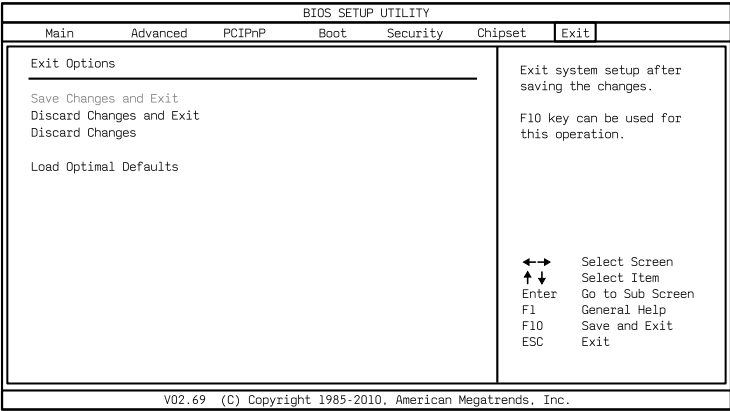 BIOS SETUP UTILITY
Main Advanced PCIPnP Boot Security Chipset Exit
Exit Options
Save Changes and Exit
Discard Changes and Exit
Discard Changes
Load Optimal Defaults
Exit system setup after
saving the changes.
F10 key can be used for
this operation.
←→ Select Screen
↑↓ Select Item
Enter Go to Sub Screen
F1 General Help
F10 Save and Exit
ESC Exit
V02.69 (C) Copyright 1985-2010, American Megatrends, Inc.